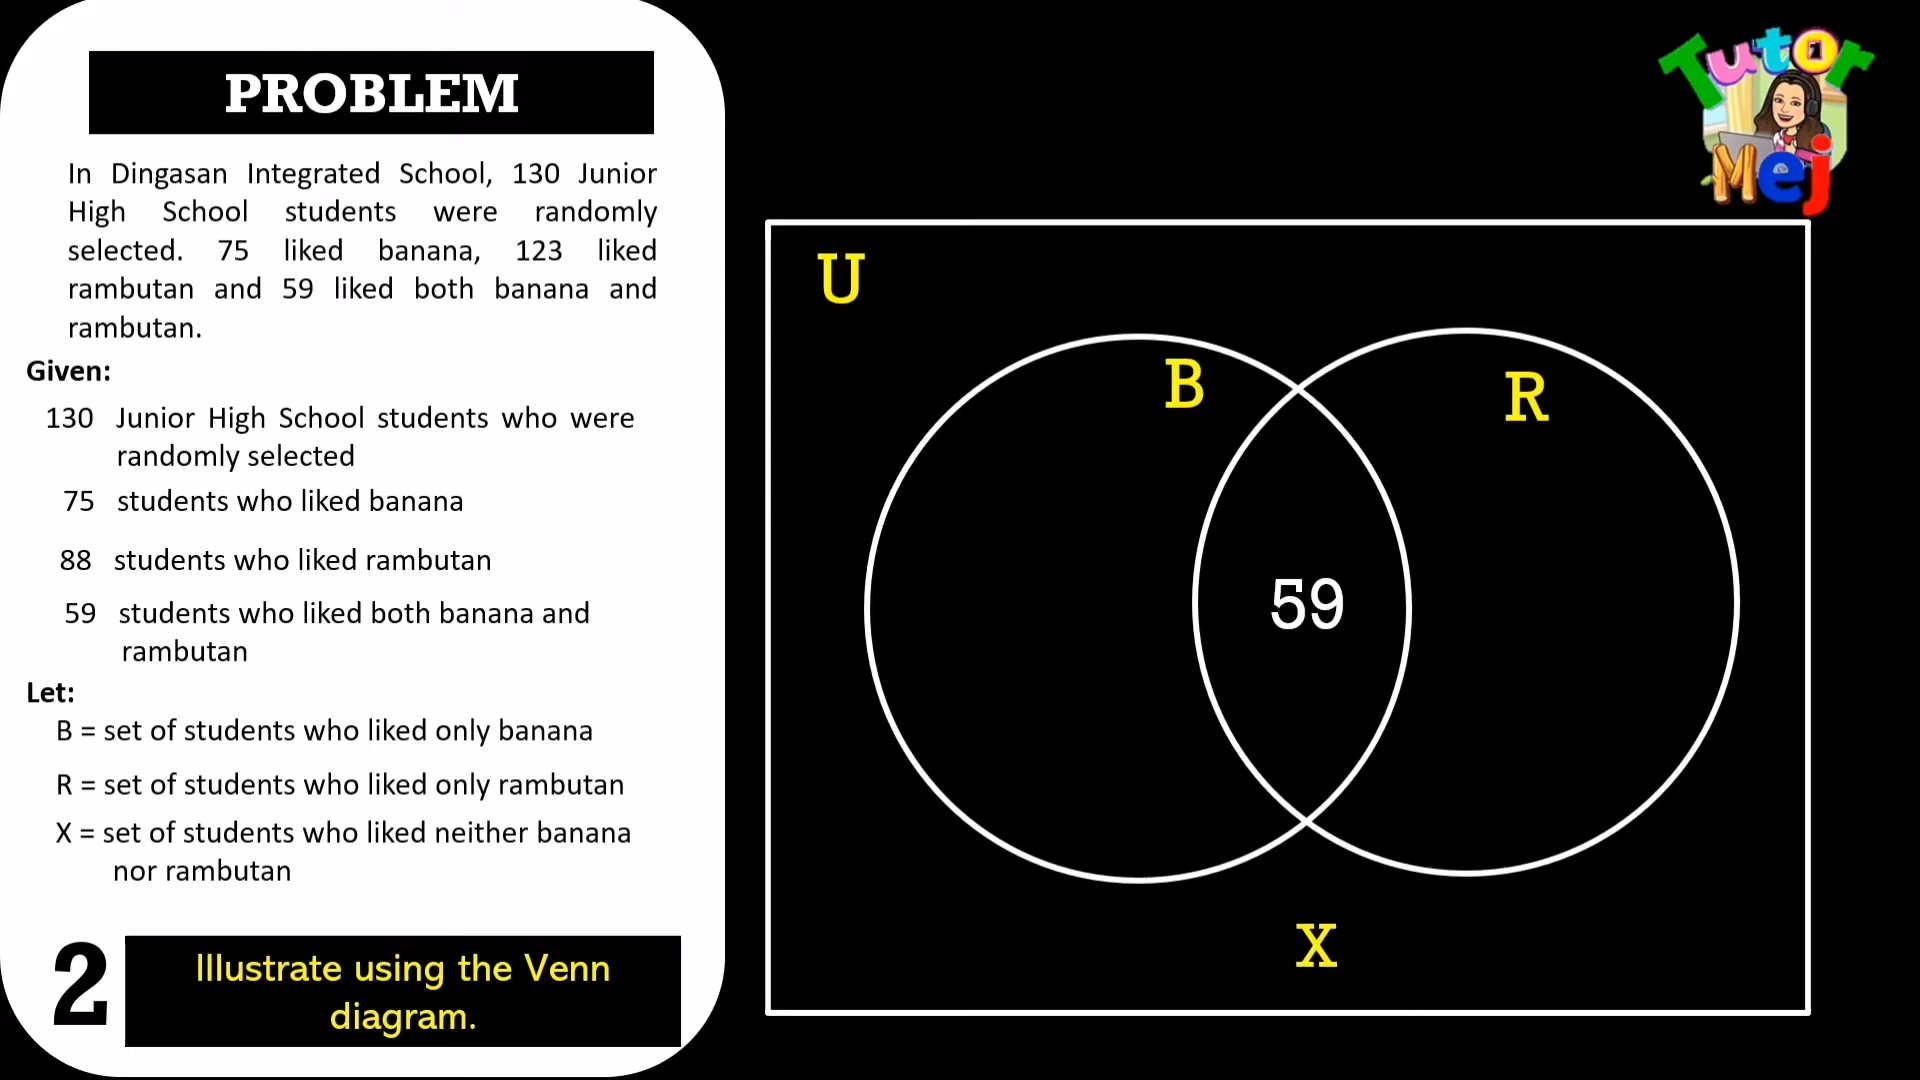 PROBLEM
In Dingasan Integrated School, 130 Junior
High School students were randomly
selected. 75 liked banana, 123 liked
rambutan and 59 liked both banana and
rambutan.
Given:
130 Junior High School students who were
randomly selected
75 students who liked banana
88 students who liked rambutan
59 students who liked both banana and
rambutan
Let:
B = set of students who liked only banana
R = set of students who liked only rambutan
X = set of students who liked neither banana
nor rambutan
2
Illustrate using the Venn
diagram.
Tutor
Mej
U
B
R
59
X